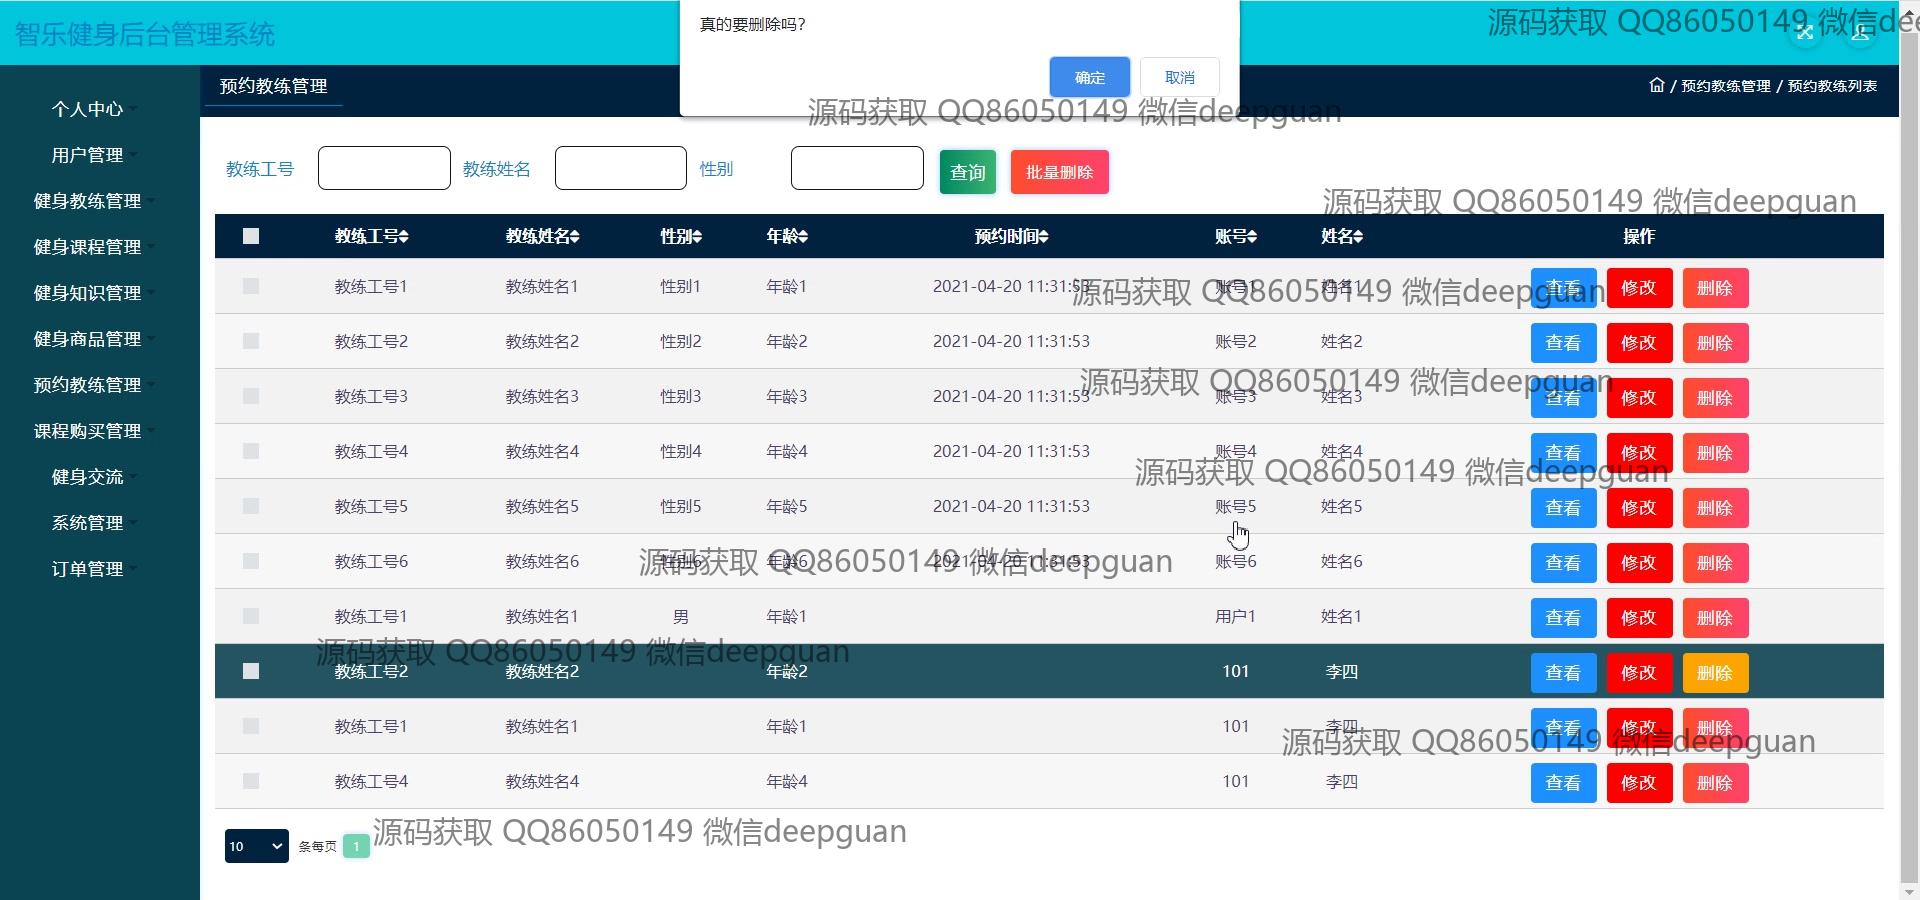 智乐健身后台管理系统
真的要删除吗?
确定 取消
源码获取 QQ86050149 微信dee
个人中心
用户管理
健身教练管理
健身课程管理
健身知识管理
健身商品管理
预约教练管理
课程购买管理
健身交流
系统管理
订单管理
预约教练管理
/ 预约教练管理 / 预约教练列表
源码获取 QQ86050149 微信deepguan
教练工号 教练姓名 性别 查询 批量删除
源码获取 QQ86050149 微信deepguan
教练工号 教练姓名 性别 年龄 预约时间 账号 姓名 操作
教练工号1 教练姓名1 性别1 年龄1 2021-04-20 11:31:53 账号1 姓名1 查看 修改 删除
源码获取 QQ86050149 微信deepguan
教练工号2 教练姓名2 性别2 年龄2 2021-04-20 11:31:53 账号2 姓名2 查看 修改 删除
源码获取 QQ86050149 微信deepguan
教练工号3 教练姓名3 性别3 年龄3 2021-04-20 11:31:53 账号3 姓名3 查看 修改 删除
教练工号4 教练姓名4 性别4 年龄4 2021-04-20 11:31:53 账号4 姓名4 查看 修改 删除
源码获取 QQ86050149 微信deepguan
教练工号5 教练姓名5 性别5 年龄5 2021-04-20 11:31:53 账号5 姓名5 查看 修改 删除
教练工号6 教练姓名6 性别6 年龄6 2021-04-20 11:31:53 账号6 姓名6 查看 修改 删除
源码获取 QQ86050149 微信deepguan
教练工号1 教练姓名1 男 年龄1 用户1 姓名1 查看 修改 删除
源码获取 QQ86050149 微信deepguan
教练工号2 教练姓名2 年龄2 101 李四 查看 修改 删除
教练工号1 教练姓名1 年龄1 101 李四 查看 修改 删除
源码获取 QQ86050149 微信deepguan
教练工号4 教练姓名4 年龄4 101 李四 查看 修改 删除
源码获取 QQ86050149 微信deepguan
10 条每页 1